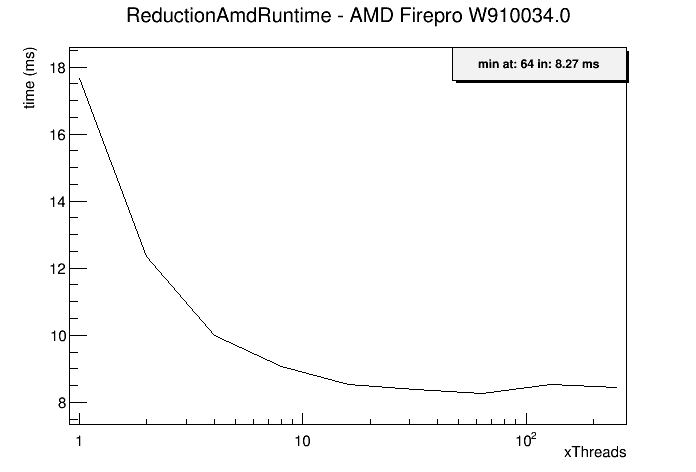 ReductionAmdRuntime - AMD Firepro W910034.0
time (ms)
min at: 64 in: 8.27 ms
18
16
14
12
10
8
1
10
10²
xThreads